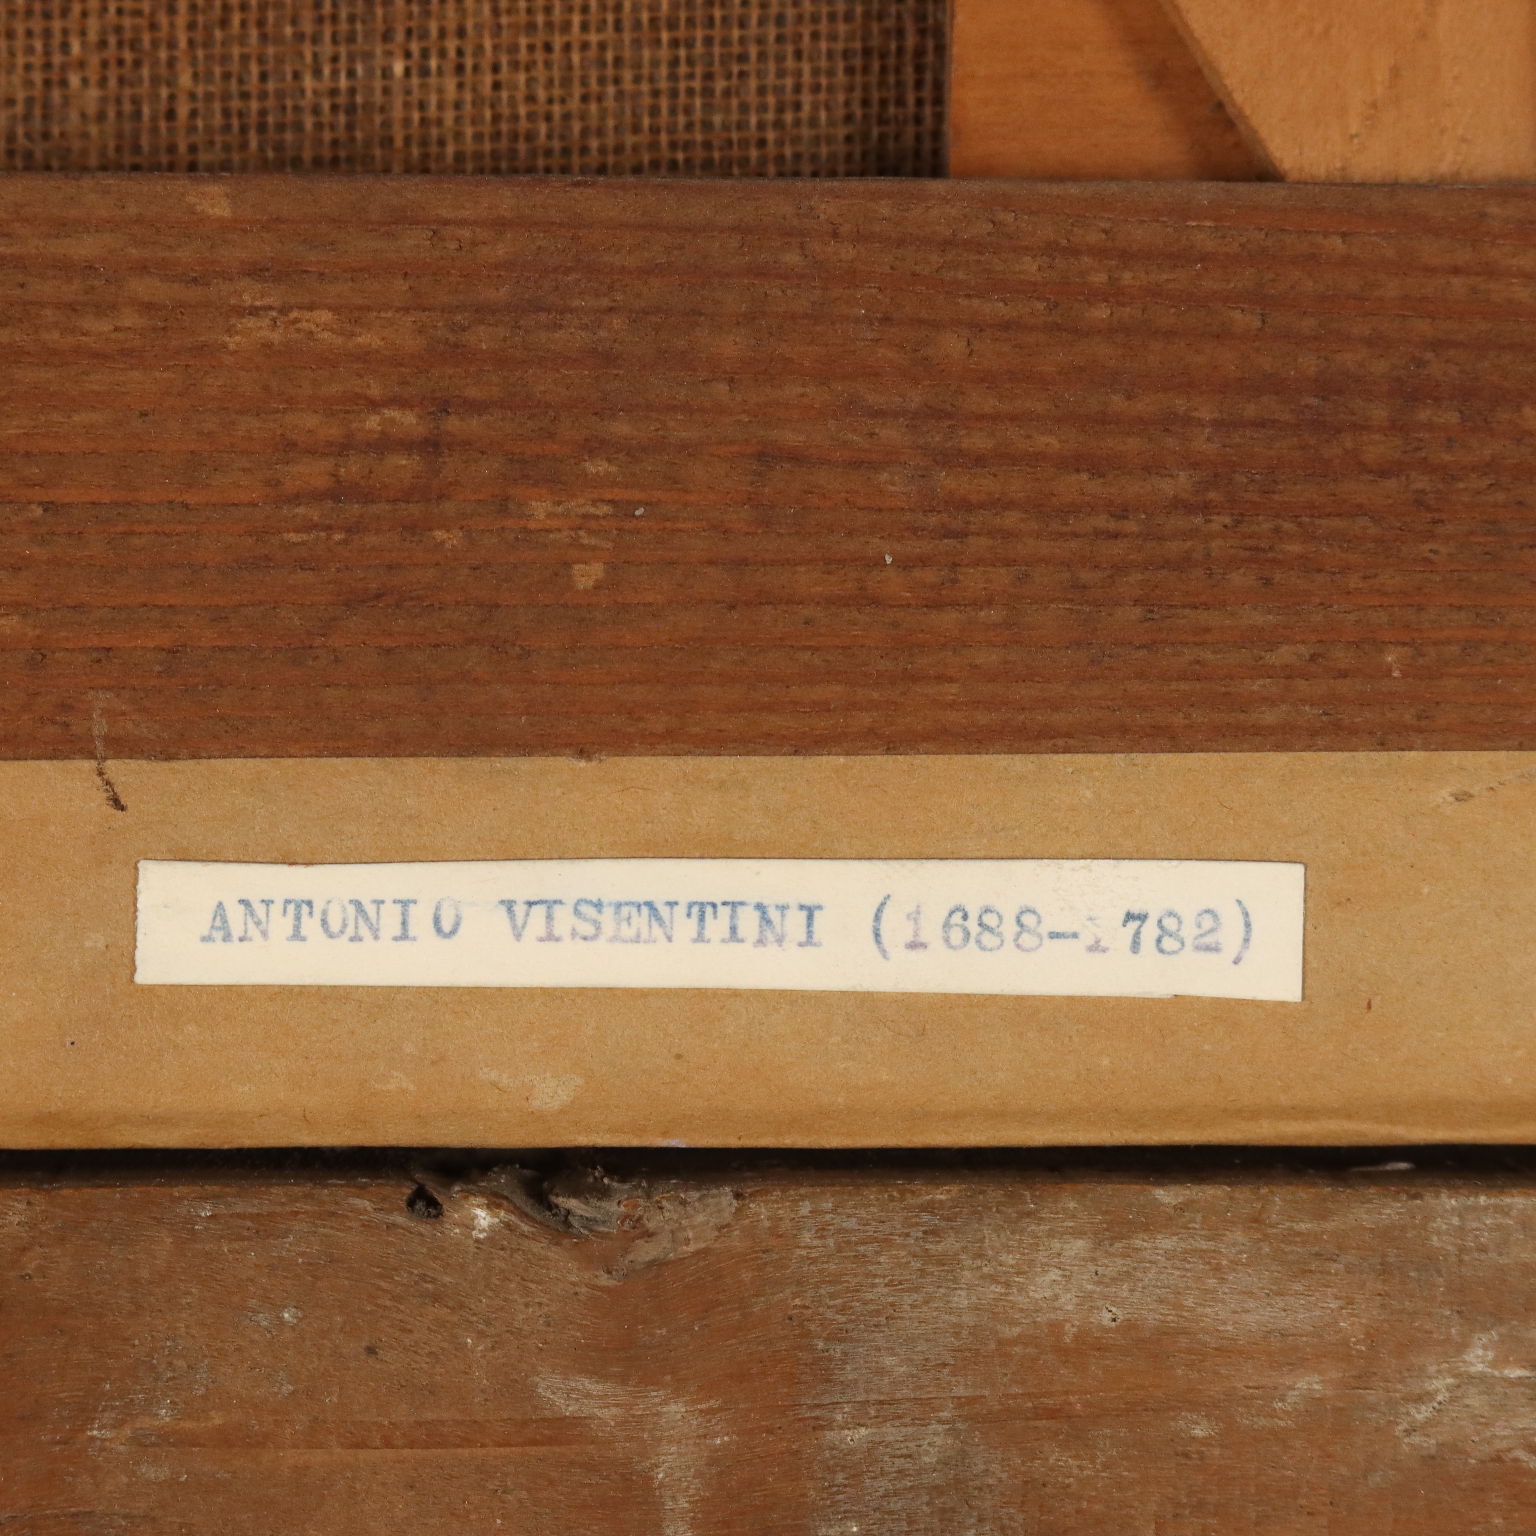 ANTONIO VISENTINI (1688-1782)